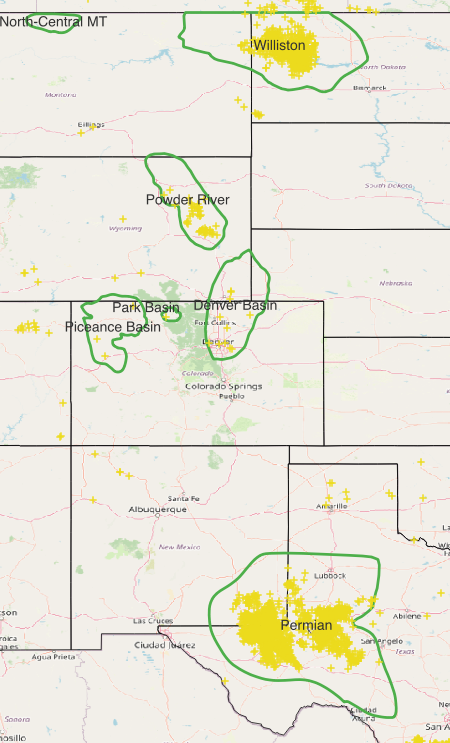 North-Central MT
Williston
North Dakota
Bismarck
Montana
Billings
South Dakota
Powder River
Wyoming
Nebraska
Park Basin
Denver Basin
Fort Collins
Piceance Basin
Denver
Colorado
Colorado Springs
Pueblo
Santa Fe
Albuquerque
Amarillo
New Mexico
Lubbock
Las Cruces
Permian
Abilene
Ciudad Juárez
San Angelo
Texas
Agua Prieta
Ciudad
Acuña
Sonora
San A